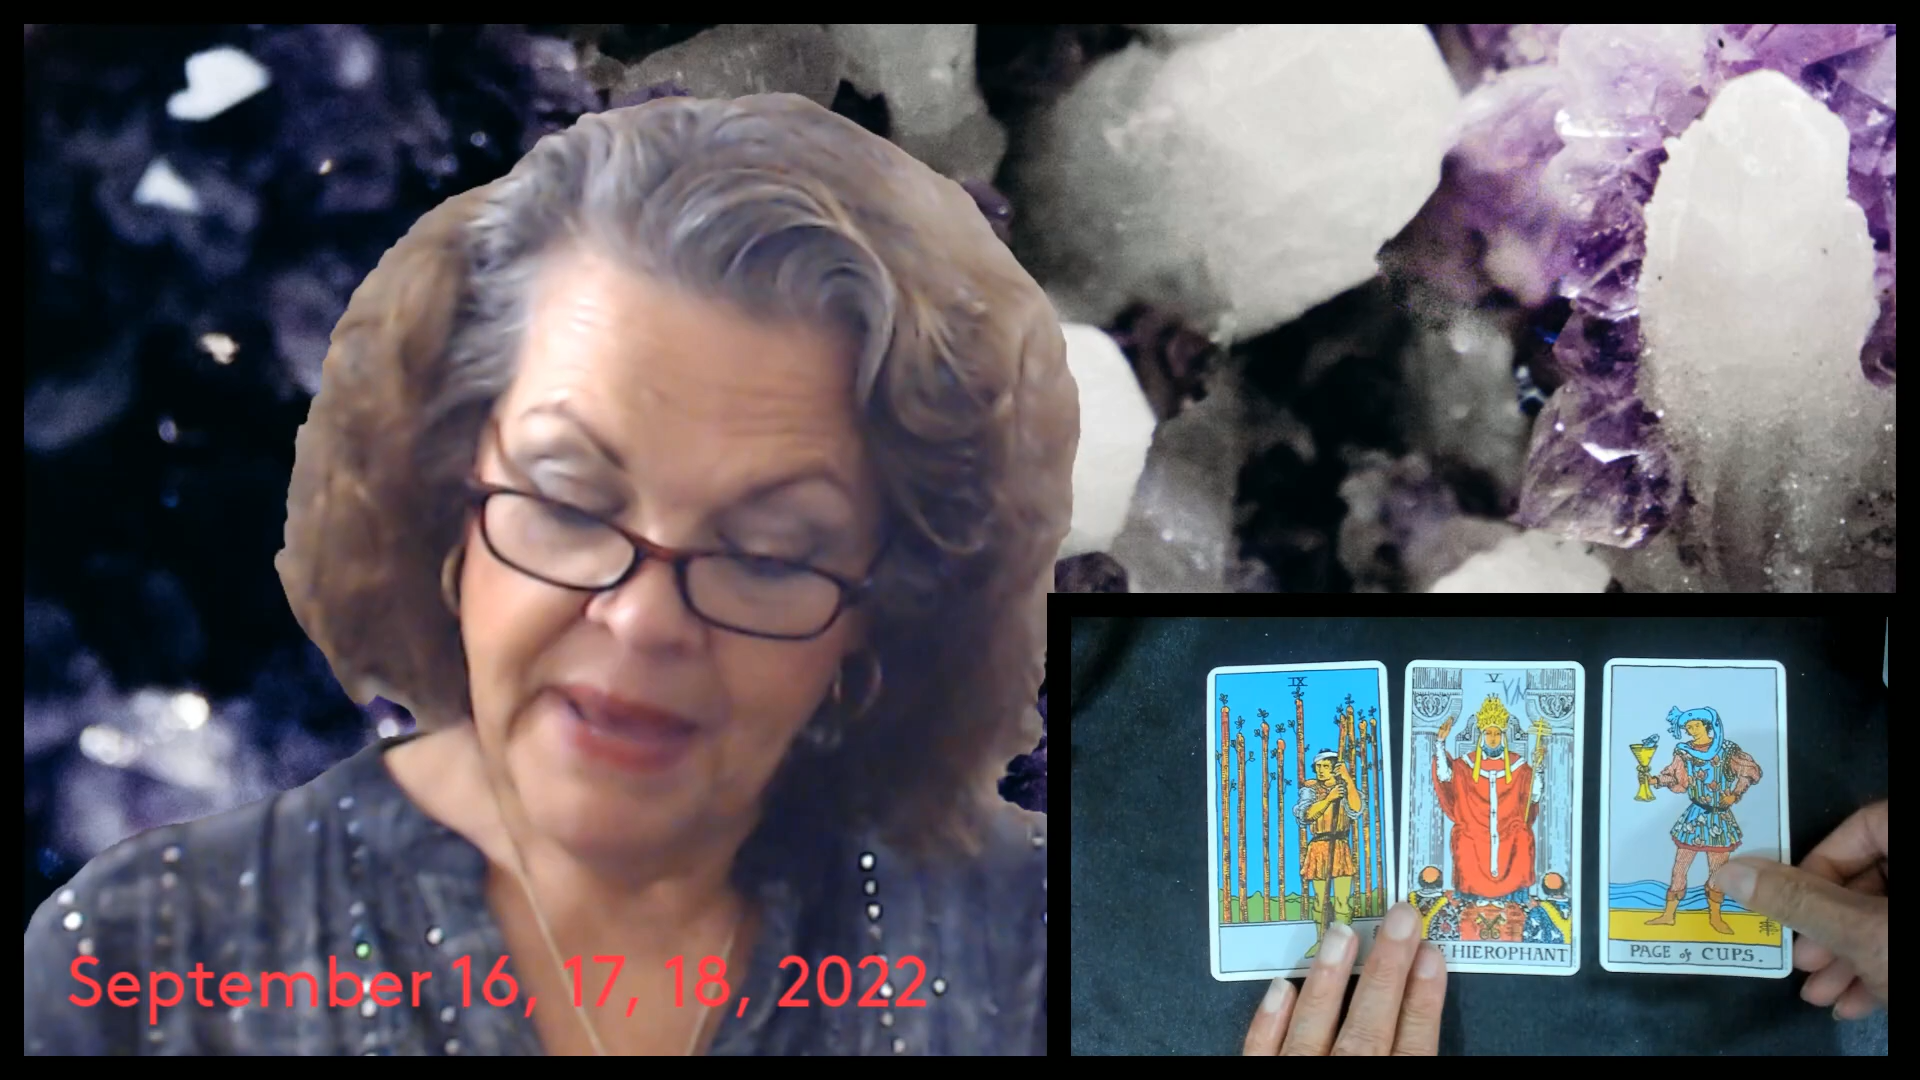 September 16, 17, 18, 2022
IX
V
HIEROPHANT
PAGE of CUPS.